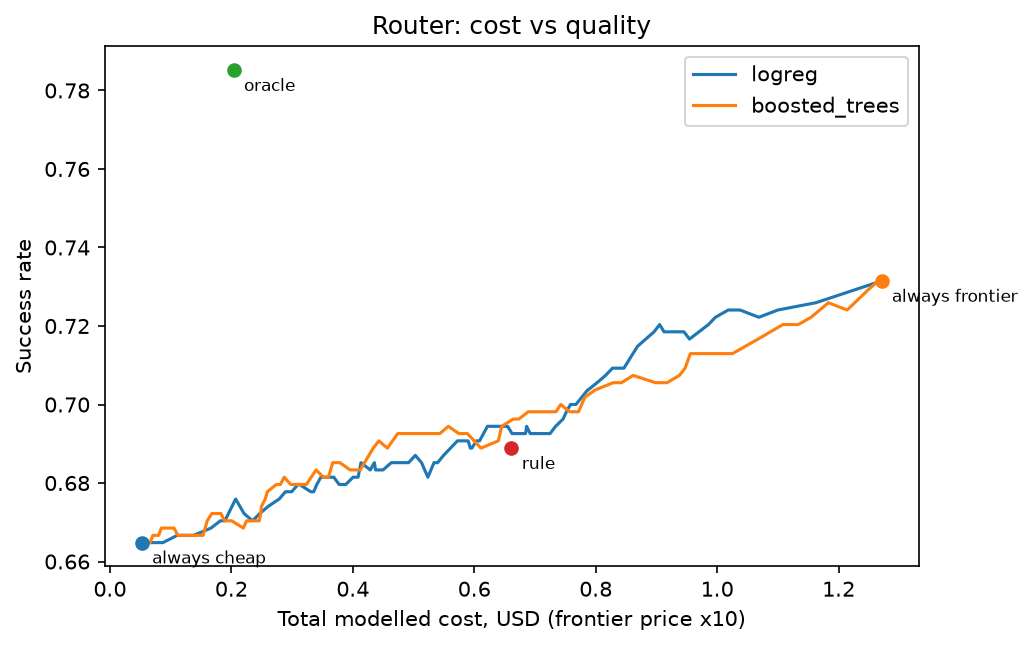 Router: cost vs quality
logreg
boosted_trees
oracle
rule
always cheap
always frontier
Success rate
0.78
0.76
0.74
0.72
0.70
0.68
0.66
0.0 0.2 0.4 0.6 0.8 1.0 1.2
Total modelled cost, USD (frontier price x10)